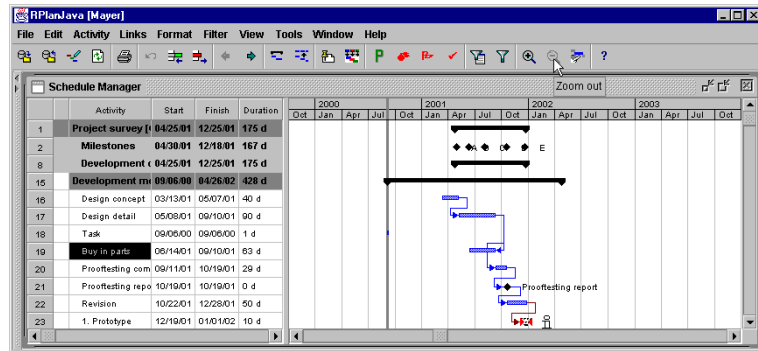 RPlanJava [Mayer]
File Edit Activity Links Format Filter View Tools Window Help
P ?
Zoom out
Schedule Manager
Activity Start Finish Duration
2000 2001 2002 2003
Oct Jan Apr Jul Oct Jan Apr Jul Oct Jan Apr Jul Oct Jan Apr Jul Oct
1 Project survey [ 04/25/01 12/25/01 175 d
2 Milestones 04/30/01 12/18/01 167 d E
8 Development 04/25/01 12/25/01 175 d
15 Development m 09/06/00 04/26/02 428 d
16 Design concept 03/13/01 05/07/01 40 d
17 Design detail 05/08/01 09/10/01 90 d
18 Task 09/06/00 09/06/00 1 d
19 Buy in parts 06/14/01 09/10/01 63 d
20 Prooftesting com 09/11/01 10/19/01 29 d
21 Prooftesting repo 10/19/01 10/19/01 0 d Prooftesting report
22 Revision 10/22/01 12/28/01 50 d
23 1. Prototype 12/19/01 01/01/02 10 d